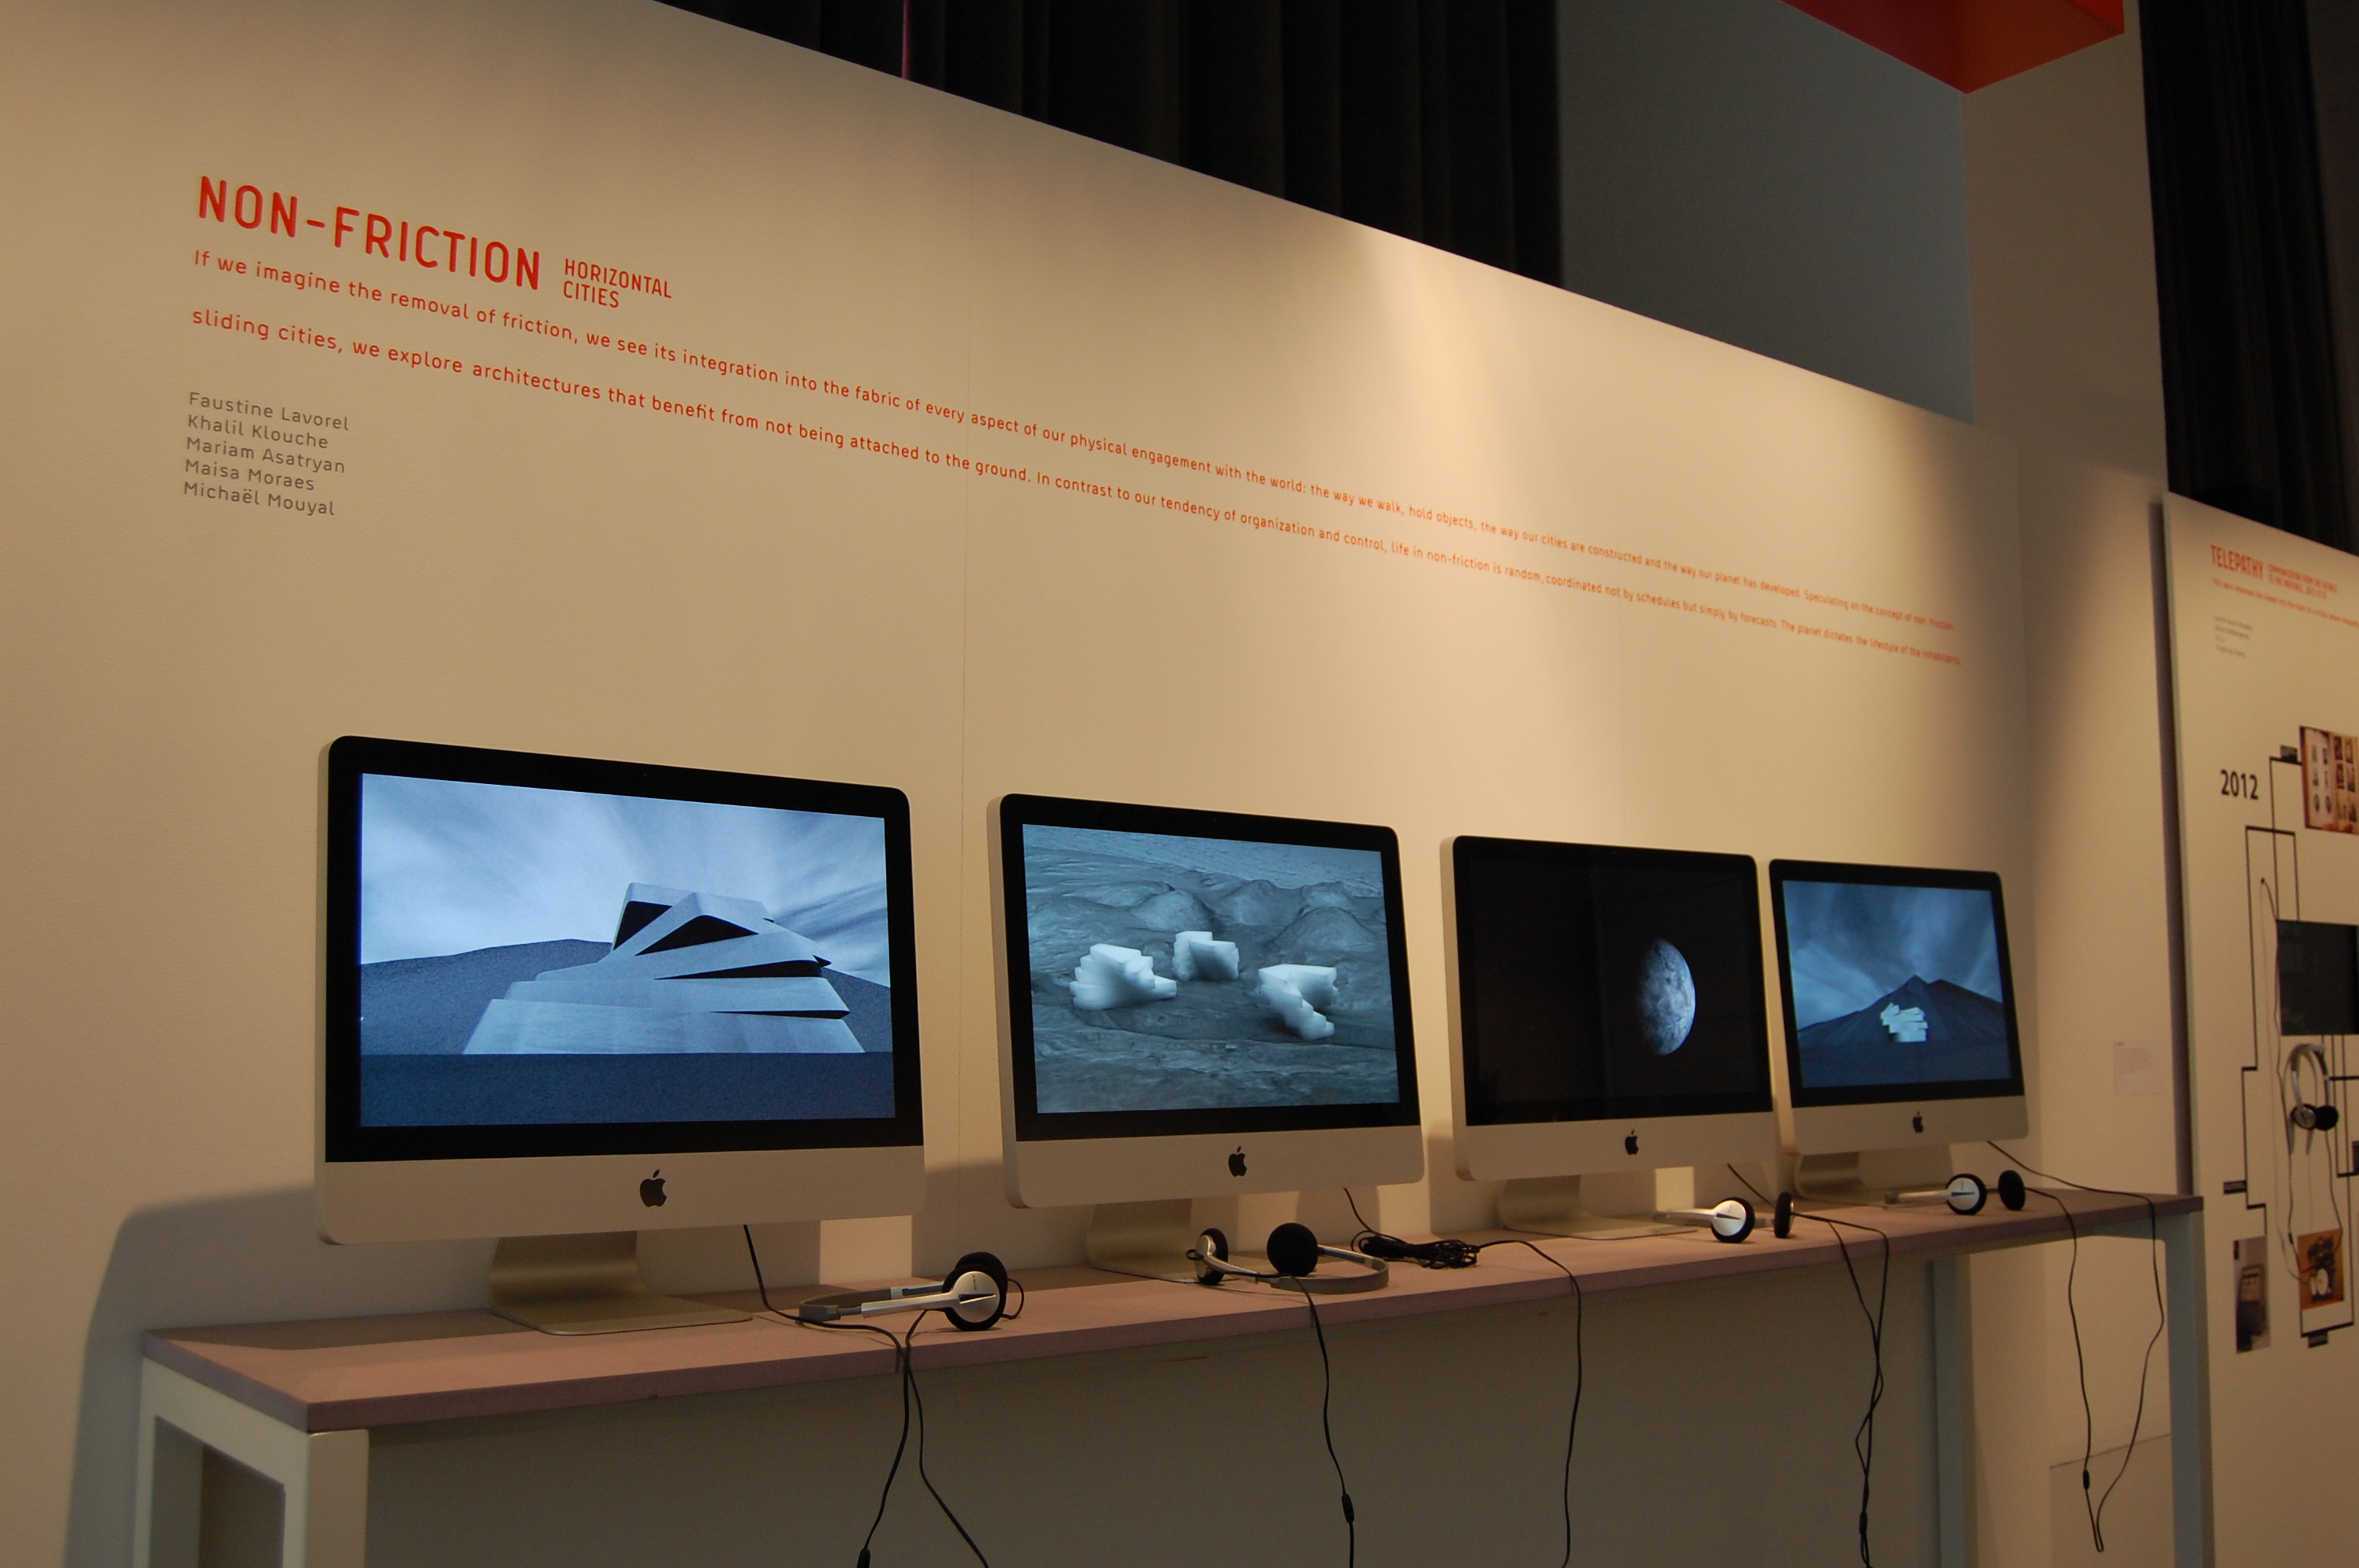 NON-FRICTION
HORIZONTAL
CITIES
If we imagine the removal of friction, we see its integration into the fabric of every aspect of our physical engagement with the world: the way we walk, hold objects, the way our cities are constructed and the way our planet has developed. Speculating on the concept of non friction
sliding cities, we explore architectures that benefit from not being attached to the ground. In contrast to our tendency of organization and control, life in non-friction is random, coordinated not by schedules but simply by forecasts. The planet dictates the lifestyle of the inhabitants.
Faustine Lavorel
Khalil Klouche
Mariam Asatryan
Maisa Moraes
Michaël Mouyal
TELEPATHY
2012